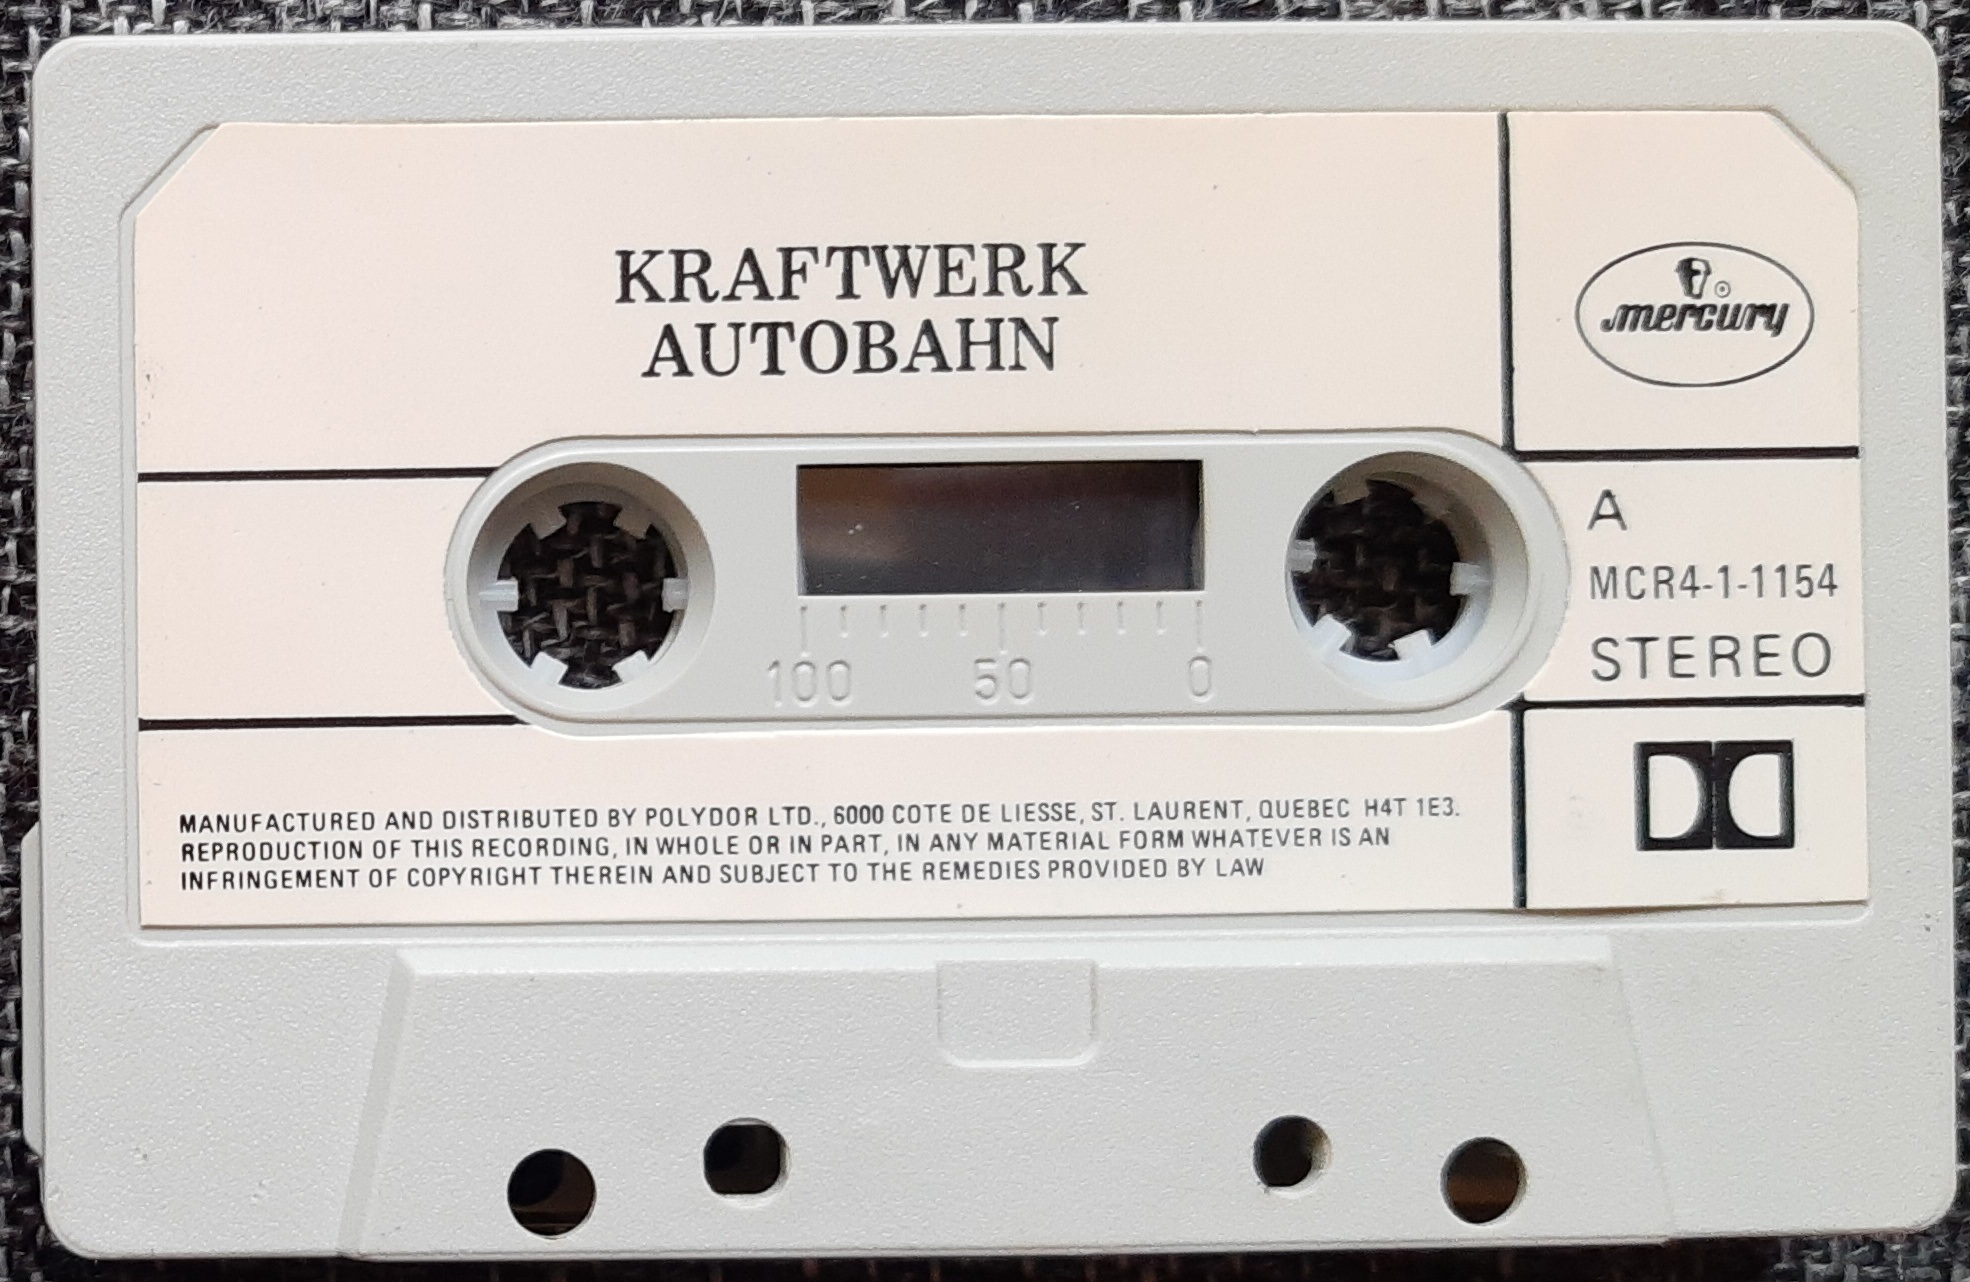 KRAFTWERK
AUTOBAHN
mercury
A
MCR4-1-1154
STEREO
100 50 0
MANUFACTURED AND DISTRIBUTED BY POLYDOR LTD., 6000 COTE DE LIESSE, ST. LAURENT, QUEBEC H4T 1E3.
REPRODUCTION OF THIS RECORDING, IN WHOLE OR IN PART, IN ANY MATERIAL FORM WHATEVER IS AN
INFRINGEMENT OF COPYRIGHT THEREIN AND SUBJECT TO THE REMEDIES PROVIDED BY LAW